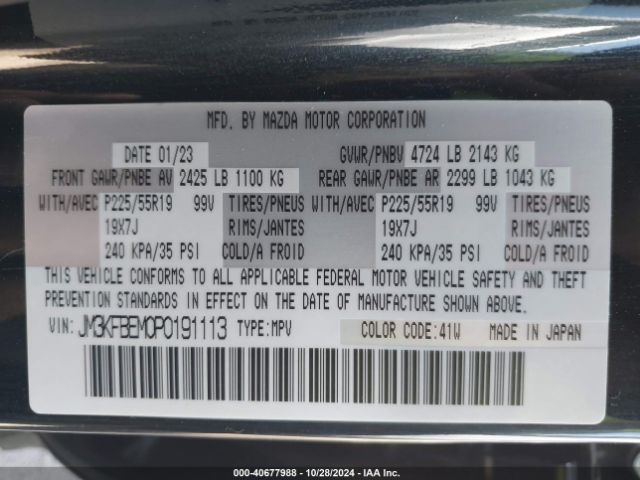 MFD. BY MAZDA MOTOR CORPORATION
DATE 01/23 GVWR/PNBV 4724 LB 2143 KG
FRONT GAWR/PNBE AV 2425 LB 1100 KG REAR GAWR/PNBE AR 2299 LB 1043 KG
WITH/AVEC P225/55R19 99V TIRES/PNEUS WITH/AVEC P225/55R19 99V TIRES/PNEUS
19X7J RIMS/JANTES 19X7J RIMS/JANTES
240 KPA/35 PSI COLD/A FROID 240 KPA/35 PSI COLD/A FROID
THIS VEHICLE CONFORMS TO ALL APPLICABLE FEDERAL MOTOR VEHICLE SAFETY AND THEFT
PREVENTION STANDARDS IN EFFECT ON THE DATE OF MANUFACTURE SHOWN ABOVE.
VIN: JM3KFBEM0P0191113 TYPE:MPV COLOR CODE:41W MADE IN JAPAN
000-40677988 - 10/28/2024 - IAA Inc.